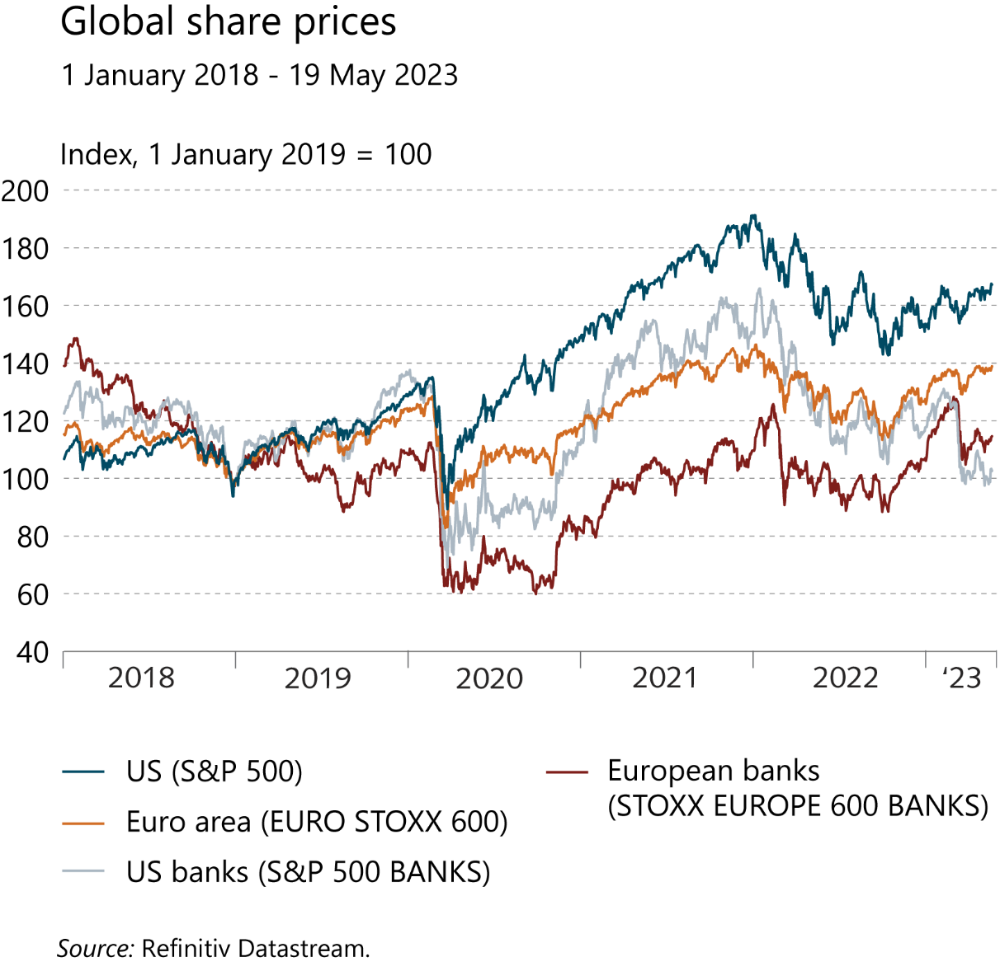 Global share prices
1 January 2018 - 19 May 2023
Index, 1 January 2019 = 100
200
180
160
140
120
100
80
60
40
2018 2019 2020 2021 2022 ‘23
US (S&P 500)
Euro area (EURO STOXX 600)
US banks (S&P 500 BANKS)
European banks
(STOXX EUROPE 600 BANKS)
Source: Refinitiv Datastream.